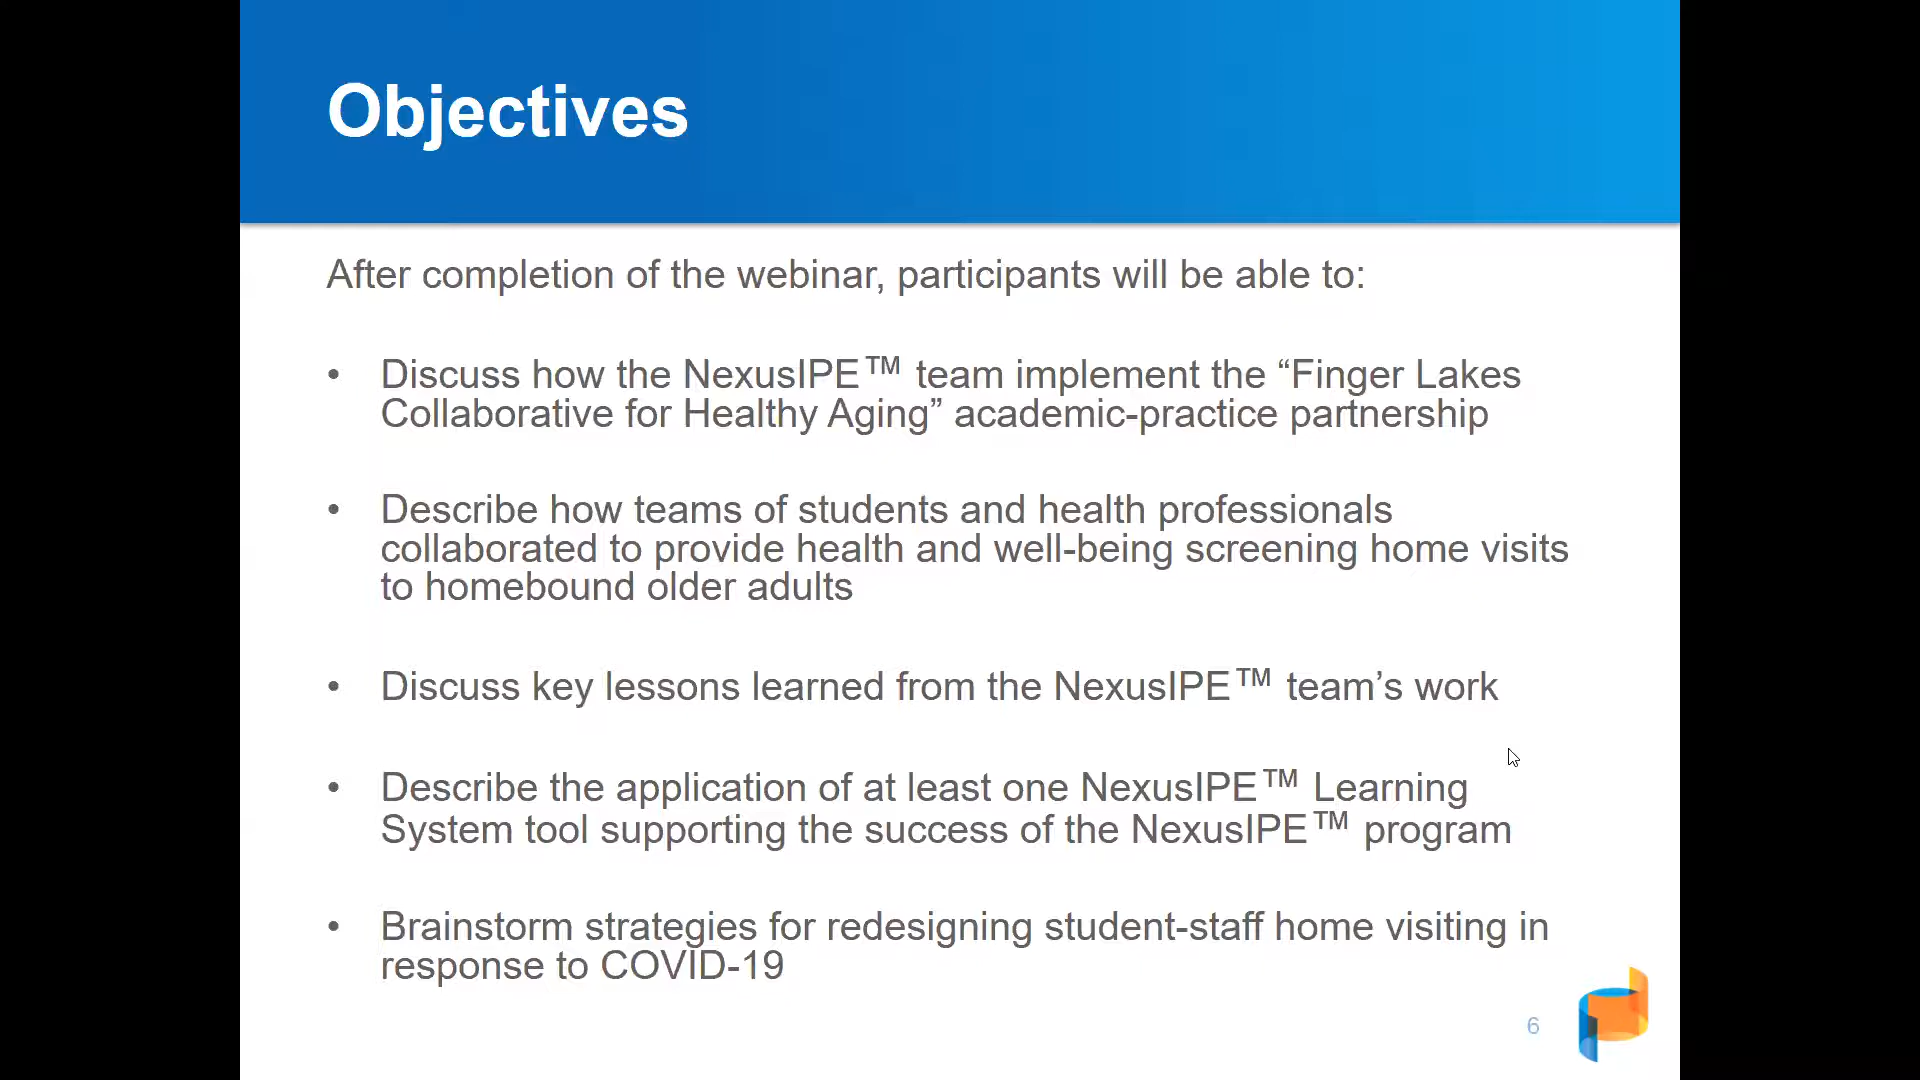 Objectives
After completion of the webinar, participants will be able to:
• Discuss how the NexusIPE™ team implement the “Finger Lakes
Collaborative for Healthy Aging” academic-practice partnership
• Describe how teams of students and health professionals
collaborated to provide health and well-being screening home visits
to homebound older adults
• Discuss key lessons learned from the NexusIPE™ team’s work
• Describe the application of at least one NexusIPE™ Learning
System tool supporting the success of the NexusIPE™ program
• Brainstorm strategies for redesigning student-staff home visiting in
response to COVID-19
6